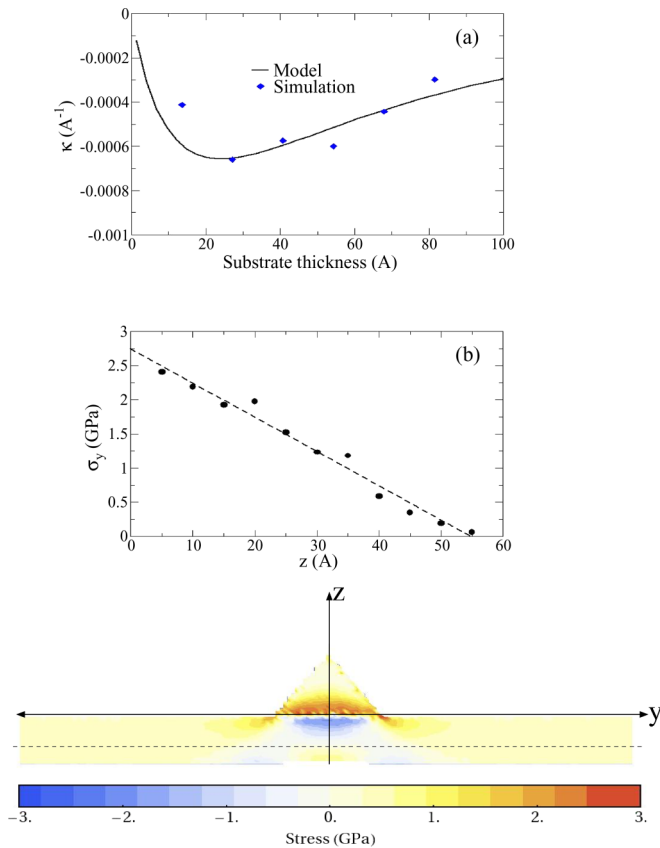 0
(a)
-0.0002
Model
Simulation
-0.0004
κ (A⁻¹)
-0.0006
-0.0008
-0.001
0 20 40 60 80 100
Substrate thickness (A)
3
(b)
2.5
2
σy (GPa)
1.5
1
0.5
0
0 10 20 30 40 50 60
z (A)
z
y
−3. −2. −1. 0. 1. 2. 3.
Stress (GPa)